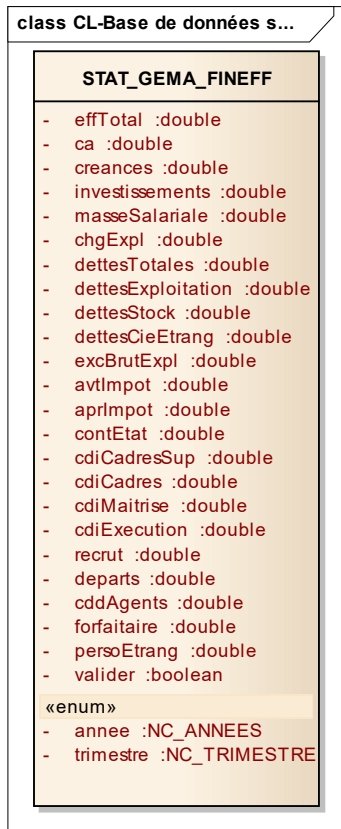 class CL-Base de données s...
STAT_GEMA_FINEFF
- effTotal :double
- ca :double
- creances :double
- investissements :double
- masseSalariale :double
- chgExpl :double
- dettesTotales :double
- dettesExploitation :double
- dettesStock :double
- dettesCieEtrang :double
- excBrutExpl :double
- avtImpot :double
- aprImpot :double
- contEtat :double
- cdiCadresSup :double
- cdiCadres :double
- cdiMaitrise :double
- cdiExecution :double
- recrut :double
- departs :double
- cddAgents :double
- forfaitaire :double
- persoEtrang :double
- valider :boolean
«enum»
- annee :NC_ANNEES
- trimestre :NC_TRIMESTRE